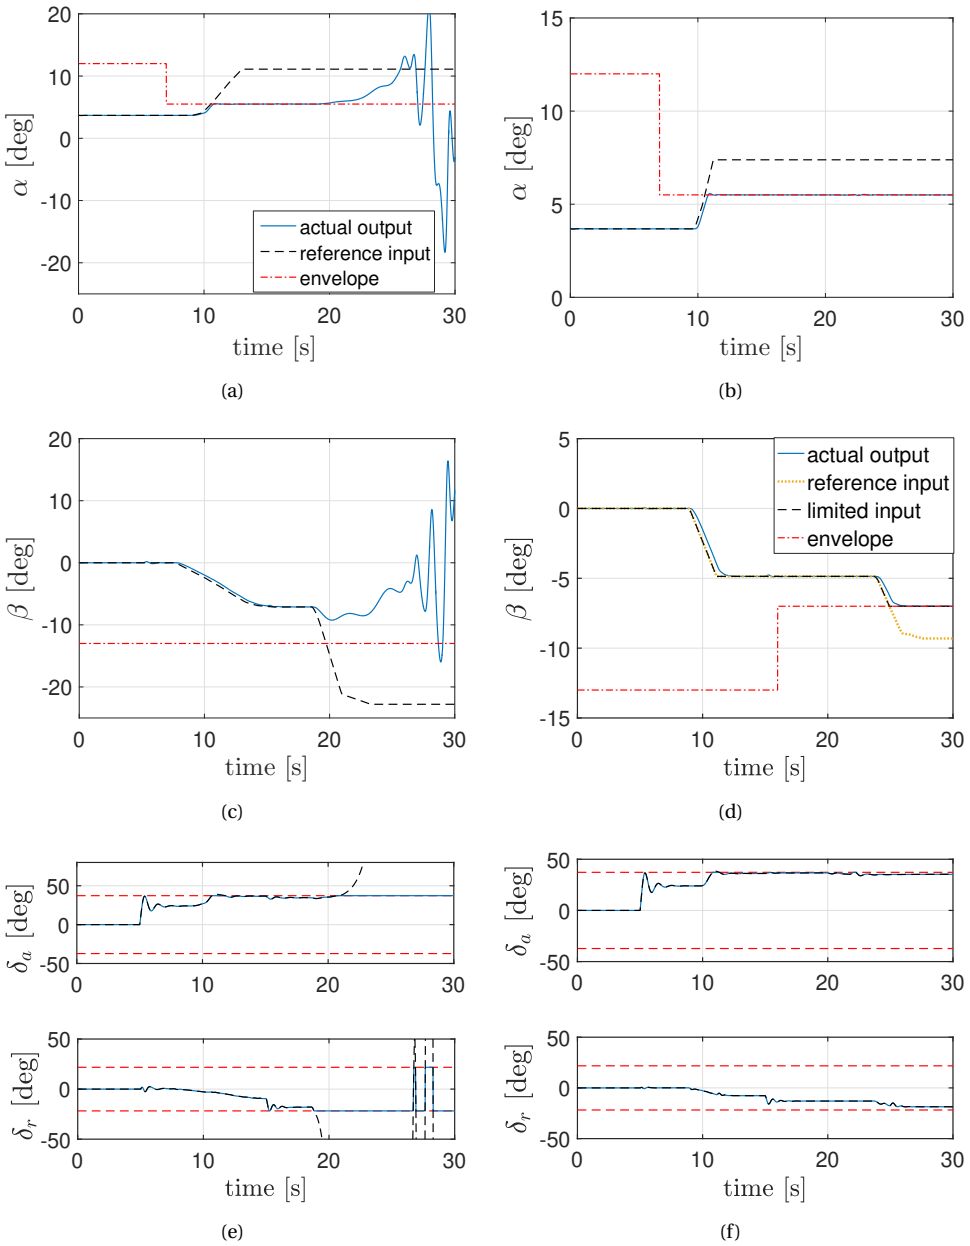 20
10
0
-10
-20
α [deg]
actual output
reference input
envelope
0 10 20 30
time [s]
(a)
15
10
5
0
α [deg]
0 10 20 30
time [s]
(b)
20
10
0
-10
-20
β [deg]
0 10 20 30
time [s]
(c)
5
0
-5
-10
-15
β [deg]
actual output
reference input
limited input
envelope
0 10 20 30
time [s]
(d)
50
0
-50
δa [deg]
0 10 20 30
50
0
-50
δr [deg]
0 10 20 30
time [s]
(e)
50
0
-50
δa [deg]
0 10 20 30
50
0
-50
δr [deg]
0 10 20 30
time [s]
(f)